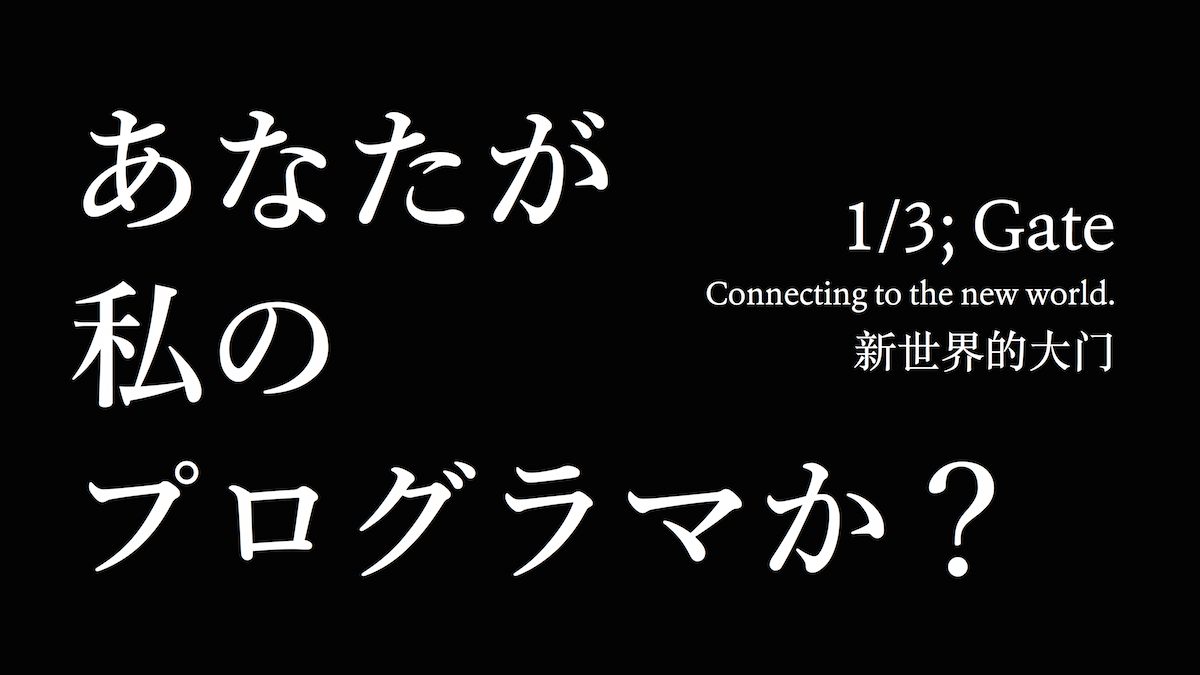 あなたが
私の
プログラマか？
1/3; Gate
Connecting to the new world.
新世界的大门